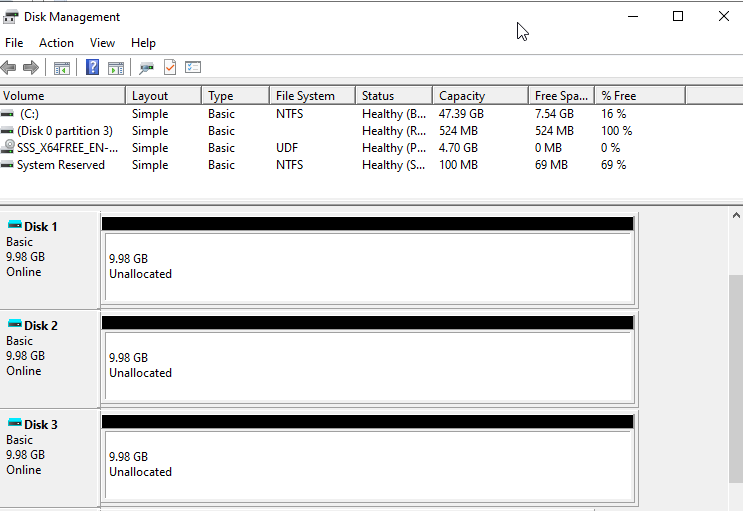 Disk Management
File Action View Help
Volume Layout Type File System Status Capacity Free Spa... % Free
(C:) Simple Basic NTFS Healthy (B... 47.39 GB 7.54 GB 16 %
(Disk 0 partition 3) Simple Basic Healthy (R... 524 MB 524 MB 100 %
SSS_X64FREE_EN-... Simple Basic UDF Healthy (P... 4.70 GB 0 MB 0 %
System Reserved Simple Basic NTFS Healthy (S... 100 MB 69 MB 69 %
Disk 1
Basic
9.98 GB
Online
9.98 GB
Unallocated
Disk 2
Basic
9.98 GB
Online
9.98 GB
Unallocated
Disk 3
Basic
9.98 GB
Online
9.98 GB
Unallocated